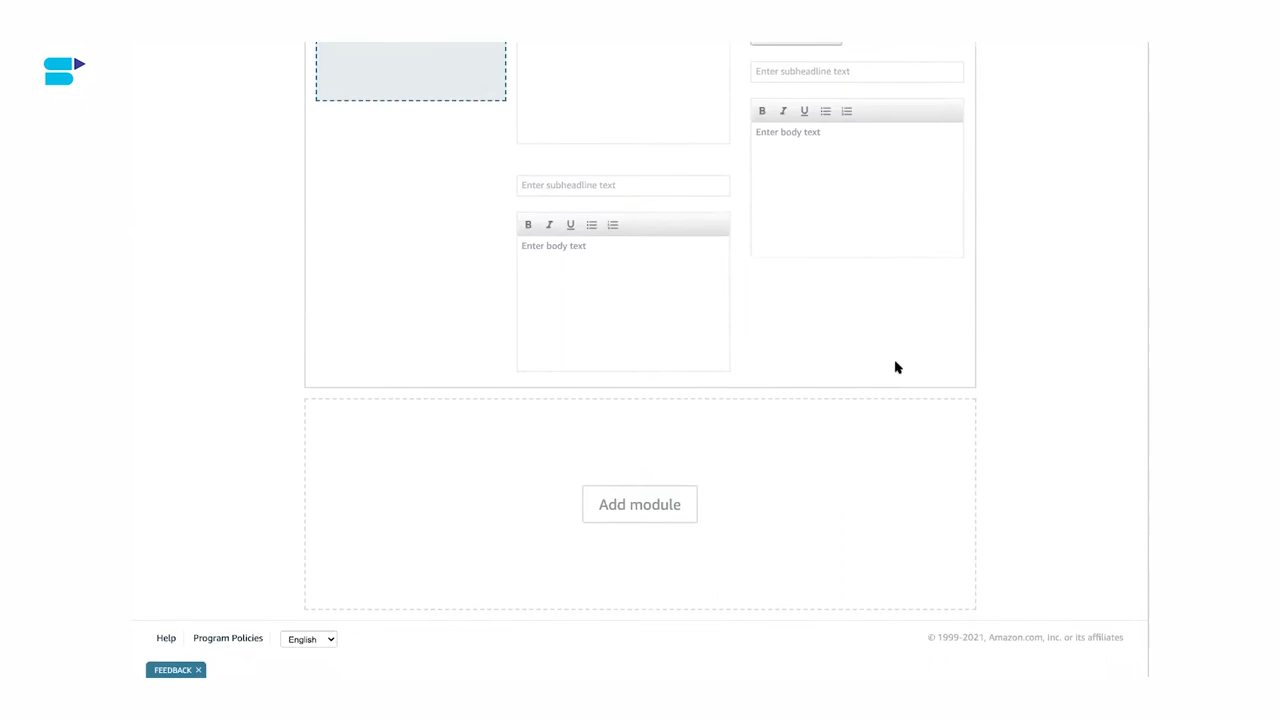 Enter subheadline text
B I U
Enter body text
Enter subheadline text
B I U
Enter body text
Add module
Help
Program Policies
English
© 1999-2021, Amazon.com, Inc. or its affiliates
FEEDBACK ×